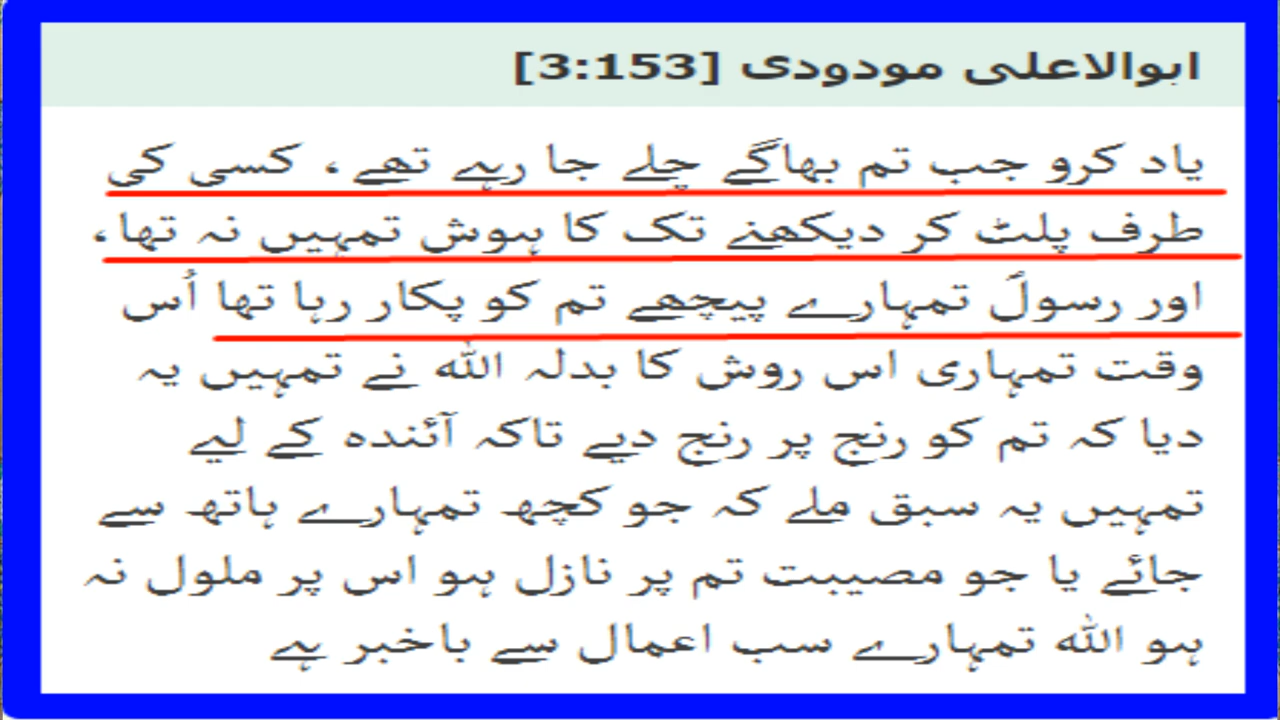 ابوالاعلی مودودی [3:153]
یاد کرو جب تم بھاگے چلے جا رہے تھے، کسی کی
طرف پلٹ کر دیکھنے تک کا ہوش تمہیں نہ تھا،
اور رسولؐ تمہارے پیچھے تم کو پکار رہا تھا اُس
وقت تمہاری اس روش کا بدلہ اللہ نے تمہیں یہ
دیا کہ تم کو رنج پر رنج دیے تاکہ آئندہ کے لیے
تمہیں یہ سبق ملے کہ جو کچھ تمہارے ہاتھ سے
جائے یا جو مصیبت تم پر نازل ہو اس پر ملول نہ
ہو اللہ تمہارے سب اعمال سے باخبر ہے